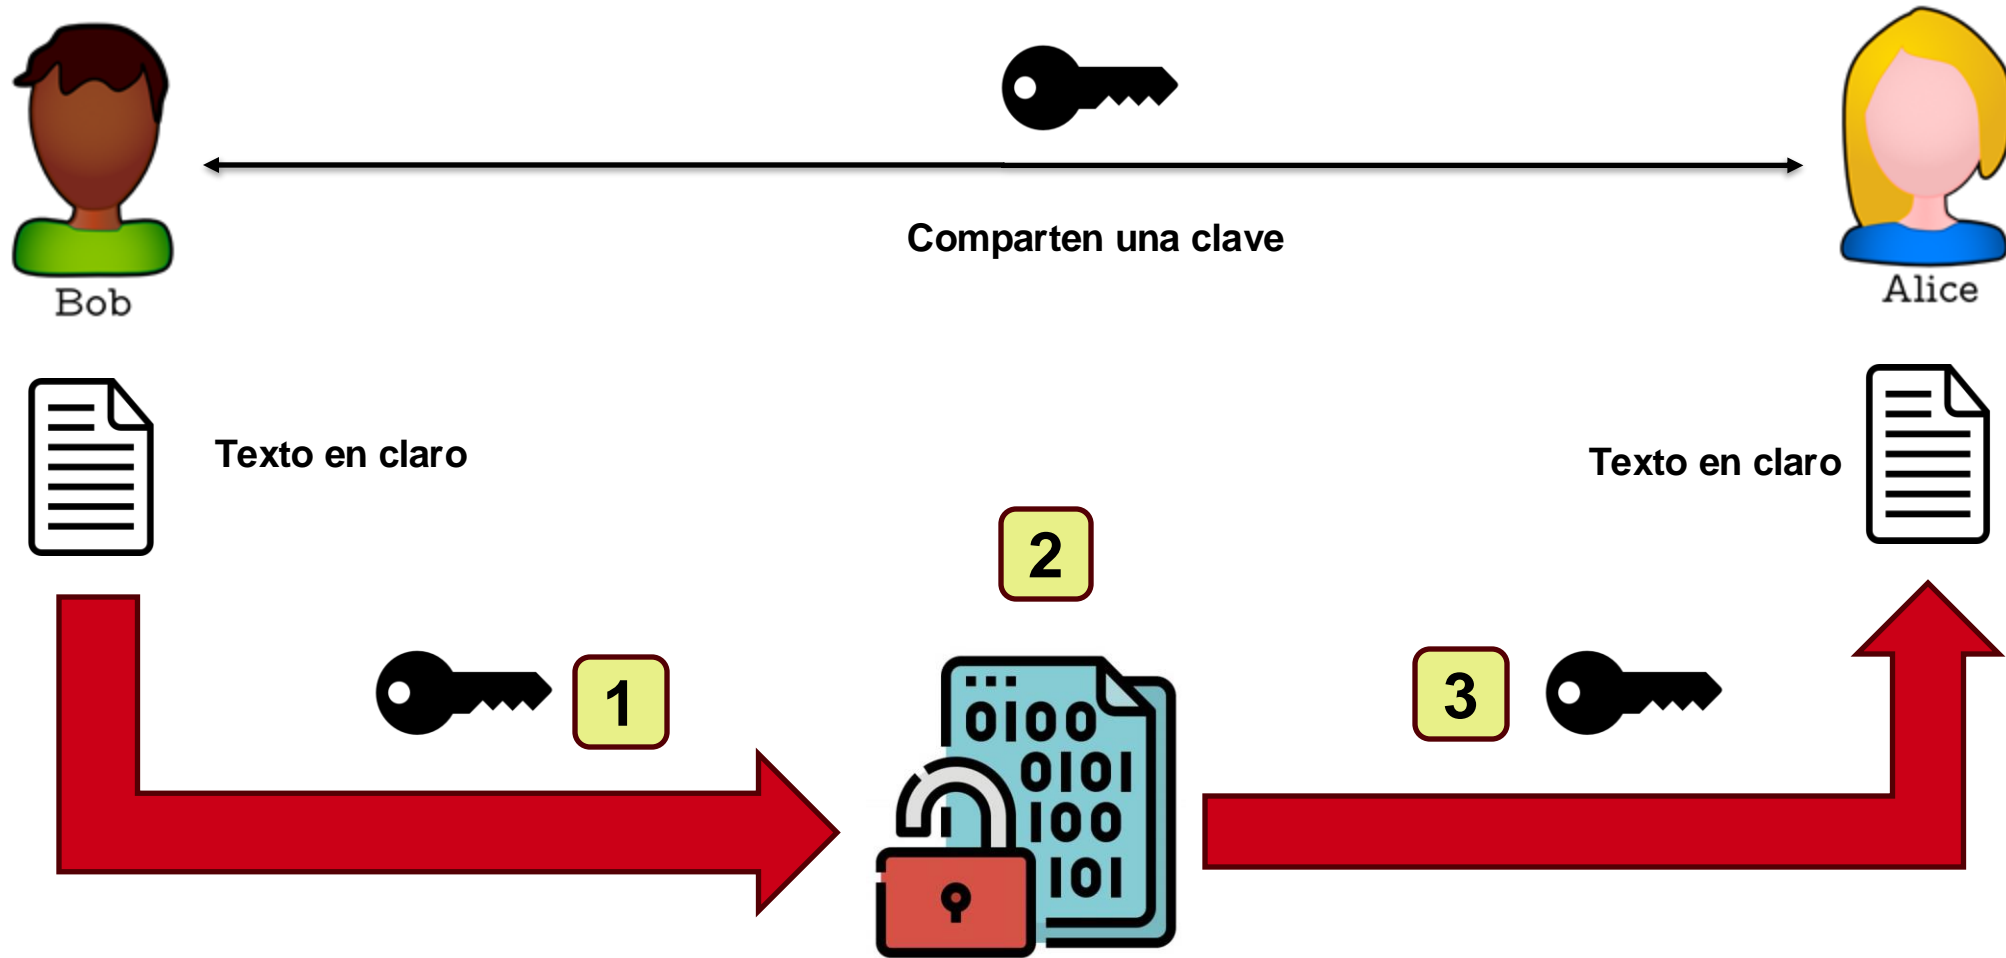 Comparten una clave
Bob
Alice
Texto en claro
Texto en claro
2
1
3
0100
0101
100
101